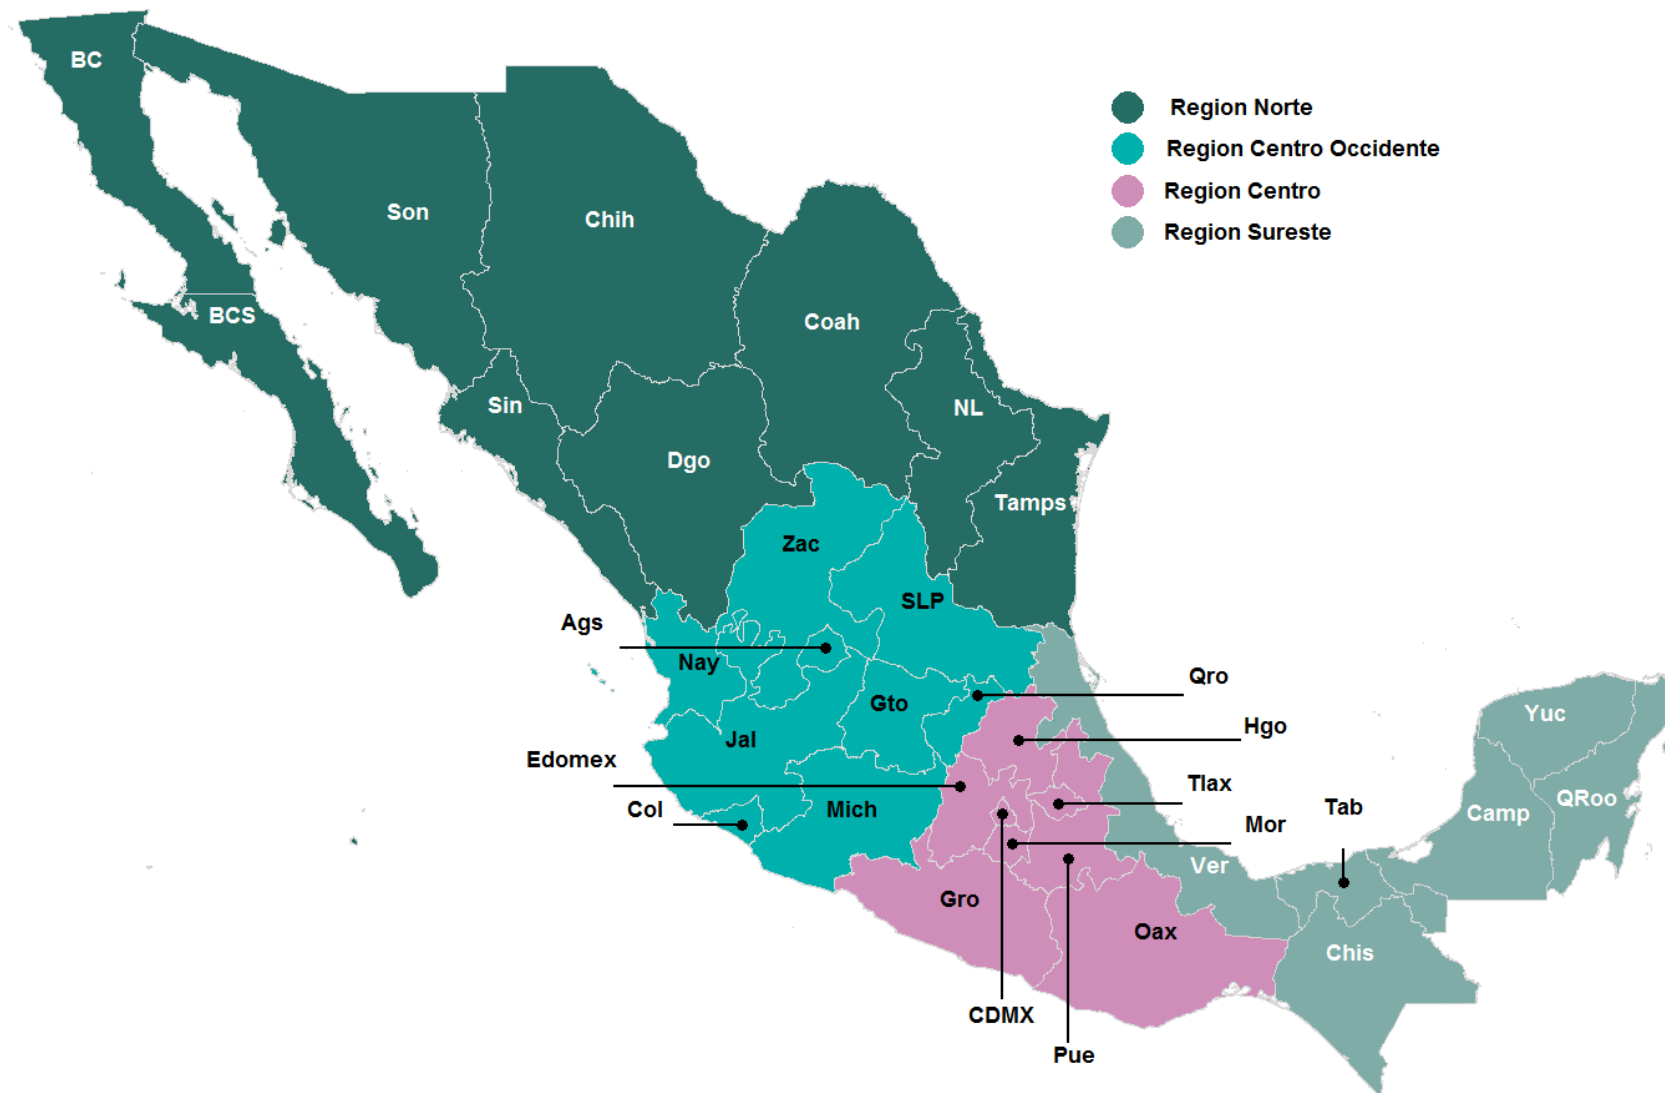 BC
Region Norte
Region Centro Occidente
Region Centro
Region Sureste
Son
Chih
BCS
Coah
Sin
NL
Dgo
Tamps
Zac
SLP
Ags
Nay
Qro
Gto
Yuc
Hgo
Jal
Edomex
Tlax
QRoo
Col
Mich
Tab
Camp
Mor
Ver
Gro
Oax
Chis
CDMX
Pue